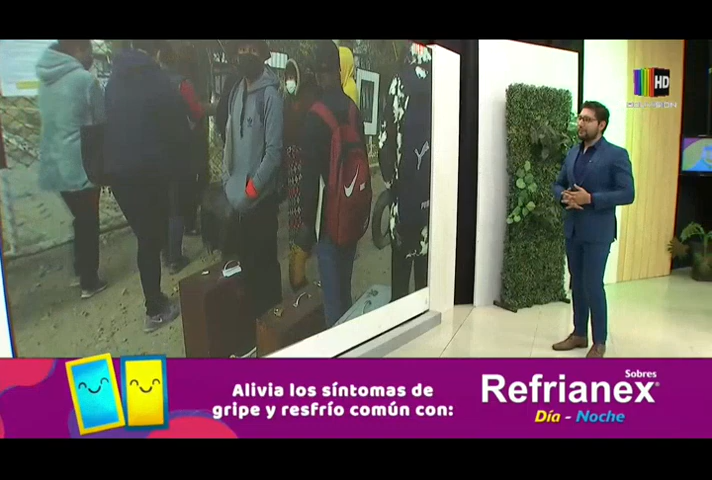 HD
Alivia los síntomas de
gripe y resfrío común con:
Sobres
Refrianex®
Día - Noche